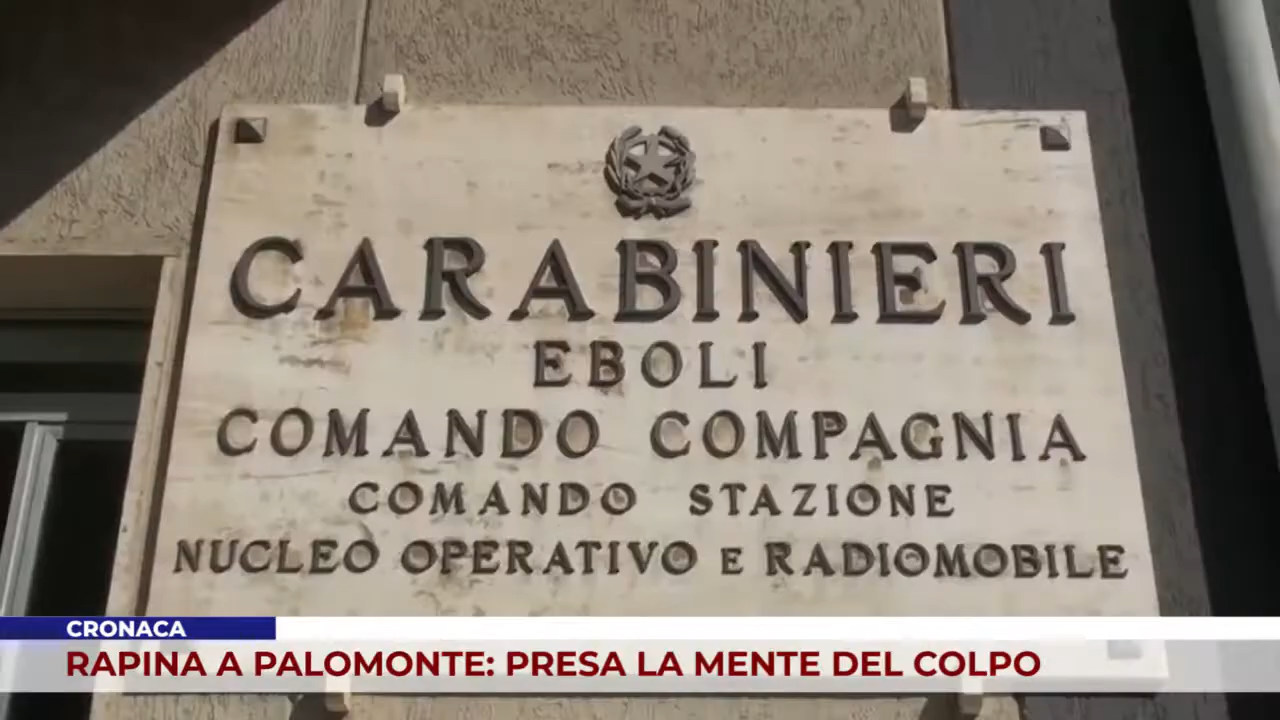 CARABINIERI
EBOLI
COMANDO COMPAGNIA
COMANDO STAZIONE
NUCLEO OPERATIVO E RADIOMOBILE
CRONACA
RAPINA A PALOMONTE: PRESA LA MENTE DEL COLPO